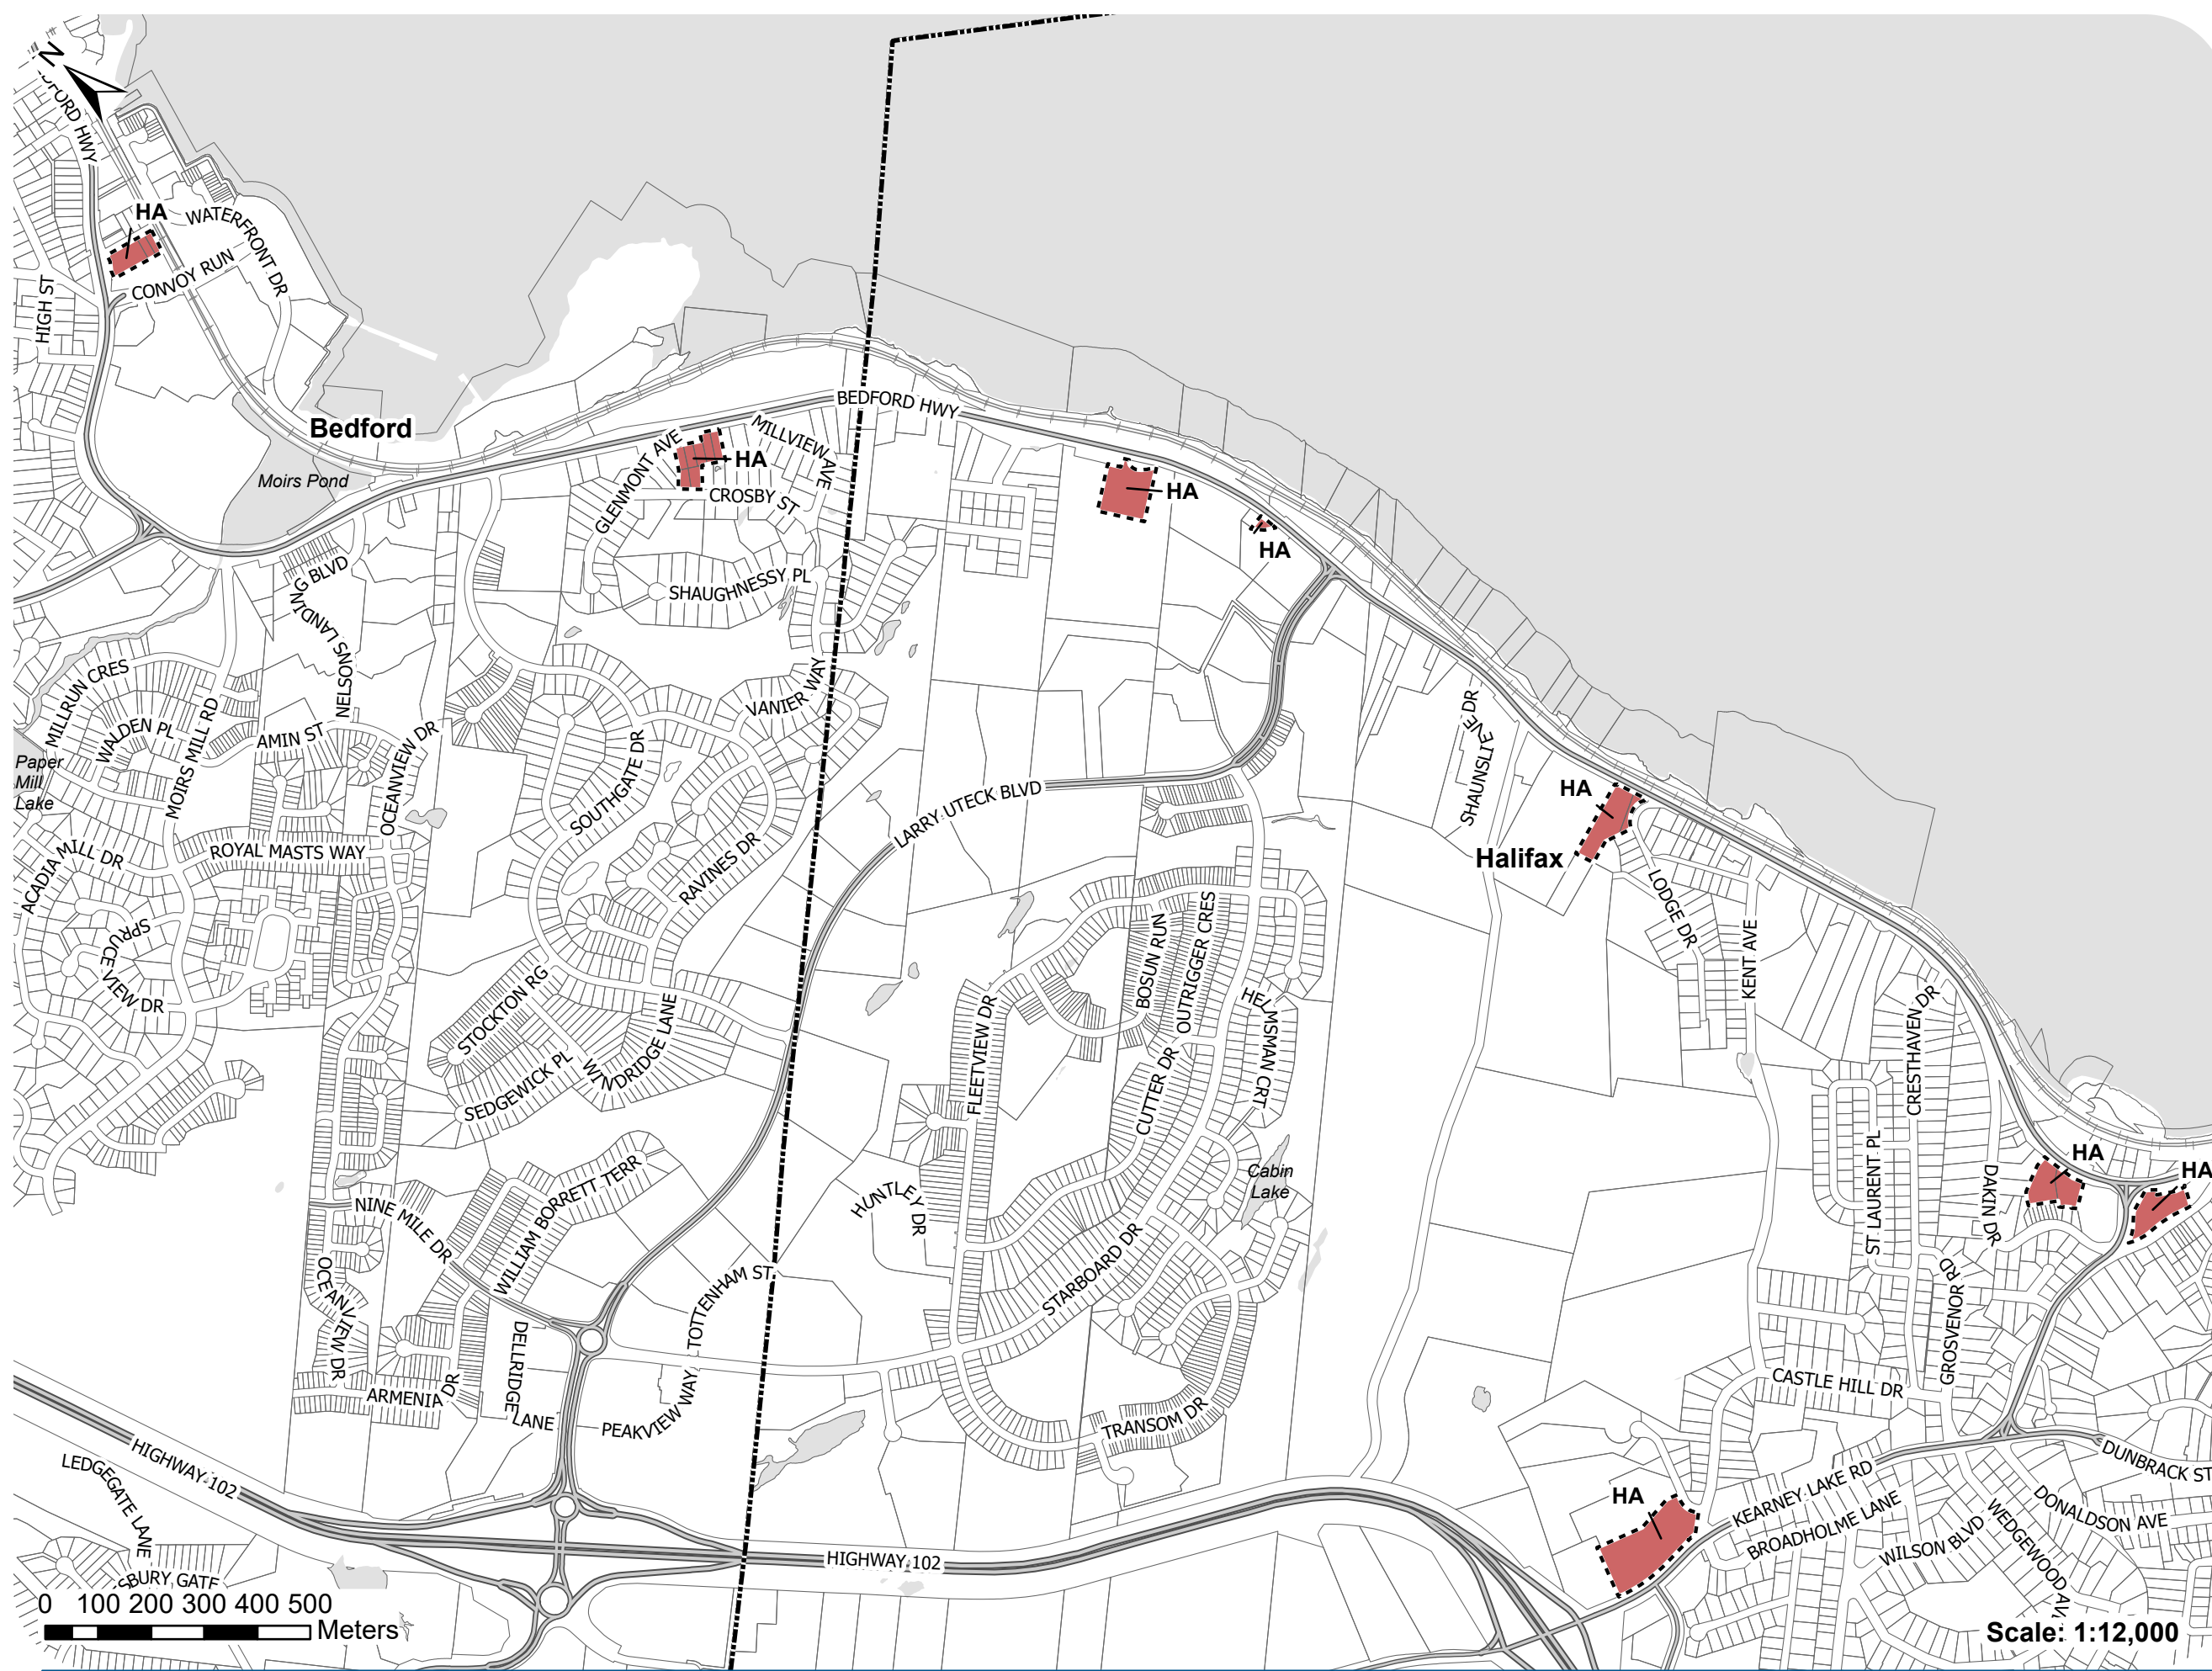 N
HA
WATERFRONT DR
CONVOY RUN
HIGH ST
Bedford
Moirs Pond
BEDFORD HWY
MILLVIEW AVE
GLENMONT AVE
HA
CROSBY ST
SHAUGHNESSY PL
HA
HA
NELSONS LANDING BLVD
MILLRUN CRES
WALDEN PL
MOIRS MILL RD
AMIN ST
OCEANVIEW DR
Paper
Mill
Lake
VANIER WAY
SOUTHGATE DR
RAVINES DR
LARRY UTECK BLVD
SHAUNSLIEVE DR
HA
Halifax
LODGE DR
KENT AVE
ACADIA MILL DR
ROYAL MASTS WAY
SPRUCE VIEW DR
STOCKTON RG
SEDGEWICK PL
WINDRIDGE LANE
BOSUN RUN
OUTRIGGER CRES
FLEETVIEW DR
CUTTER DR
HELMSMAN CRT
Cabin
Lake
CRESTHAVEN DR
ST LAURENT PL
DAKIN DR
HA
HA
GROSVENOR RD
NINE MILE DR
WILLIAM BORRETT TERR
HUNTLEY DR
STARBOARD DR
TOTTENHAM ST
OCEANVIEW DR
DELLRIDGE LANE
ARMENIA DR
PEAKVIEW WAY
TRANSOM DR
CASTLE HILL DR
HIGHWAY 102
LEDGEGATE LANE
HIGHWAY 102
HA
KEARNEY LAKE RD
BROADHOLME LANE
WILSON BLVD
WEDGEWOOD AVE
DONALDSON AVE
DUNBRACK ST
SBURY GATE
0 100 200 300 400 500
Meters
Scale: 1:12,000